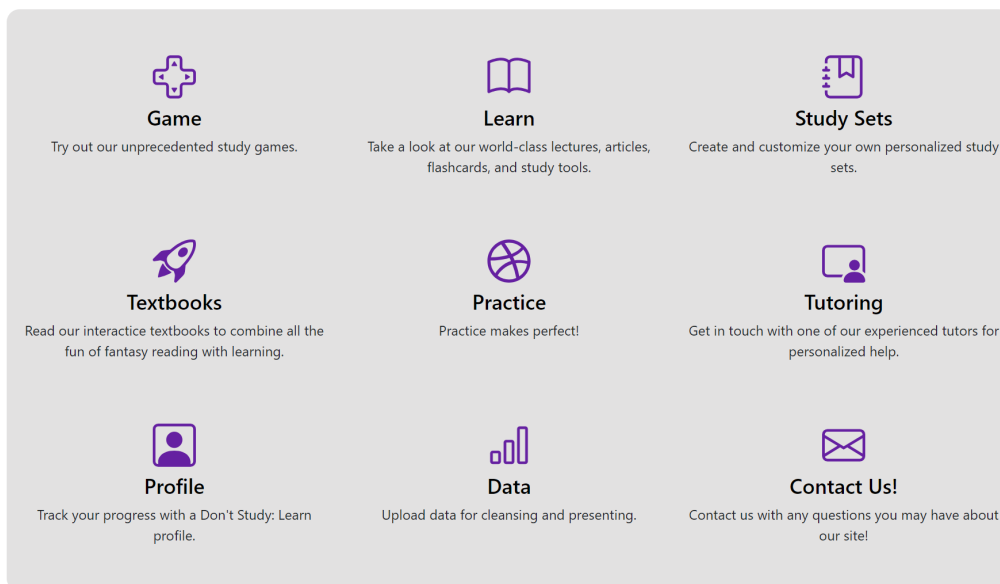 Game
Try out our unprecedented study games.
Learn
Take a look at our world-class lectures, articles,
flashcards, and study tools.
Study Sets
Create and customize your own personalized study
sets.
Textbooks
Read our interactice textbooks to combine all the
fun of fantasy reading with learning.
Practice
Practice makes perfect!
Tutoring
Get in touch with one of our experienced tutors for
personalized help.
Profile
Track your progress with a Don't Study: Learn
profile.
Data
Upload data for cleansing and presenting.
Contact Us!
Contact us with any questions you may have about
our site!